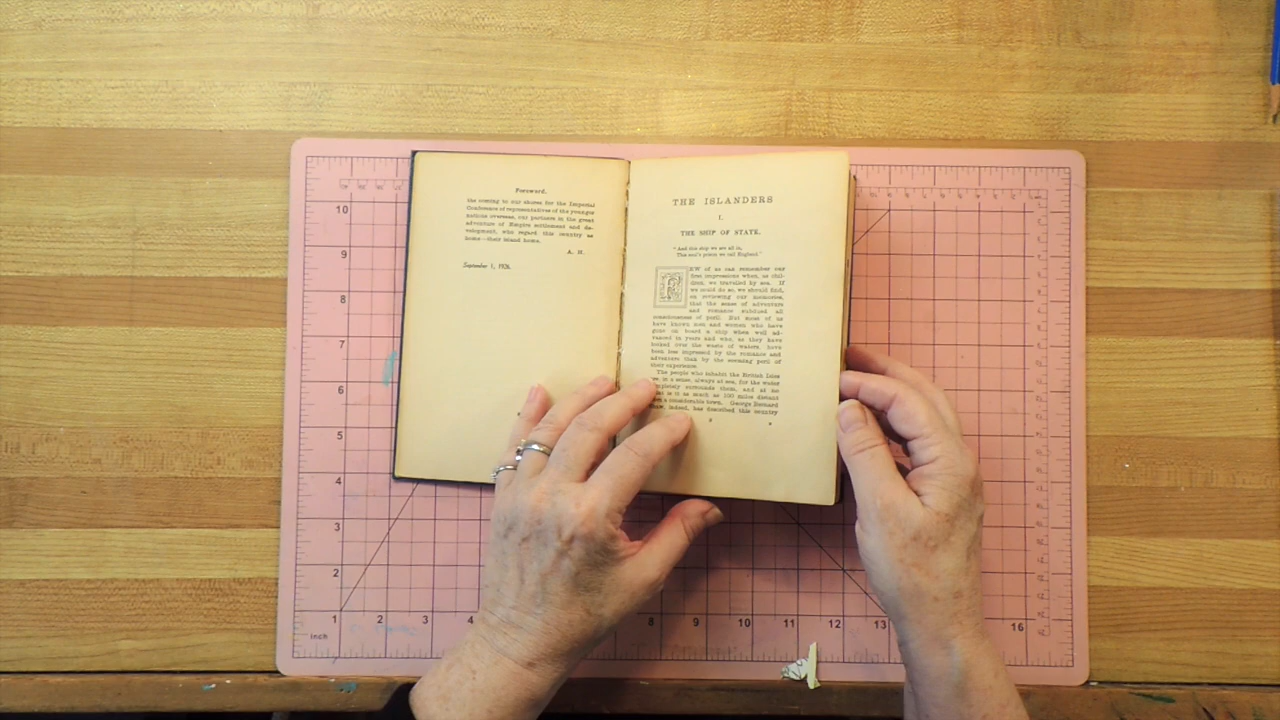 Foreword.
the coming to our shores for the Imperial
Conference of representatives of the younger
nations overseas, our partners in the great
adventure of Empire settlement and de-
velopment, who regard this country as
home—their island home.
A. H.
September 1, 1926.
THE ISLANDERS
I.
THE SHIP OF STATE.
"And this ship we are all in,
This soul's prison we call England."
FEW of us can remember our
first impressions when, as chil-
dren, we travelled by sea. If
we could do so, we should find,
on reviewing our memories,
that the sense of adventure
and romance subdued all
consciousness of peril. But most of us
have known men and women who have
gone on board a ship when well ad-
vanced in years and who, as they have
looked over the waste of waters, have
been less impressed by the romance and
adventure than by the seeming peril of
their experience.
The people who inhabit the British Isles
are, in a sense, always at sea, for the water
completely surrounds them, and at no
is it as much as 100 miles distant
a considerable town. George Bernard
Shaw, indeed, has described this country
10
9
8
7
6
5
4
3
2
1
inch
2
3
4
8
9
10
11
12
13
16